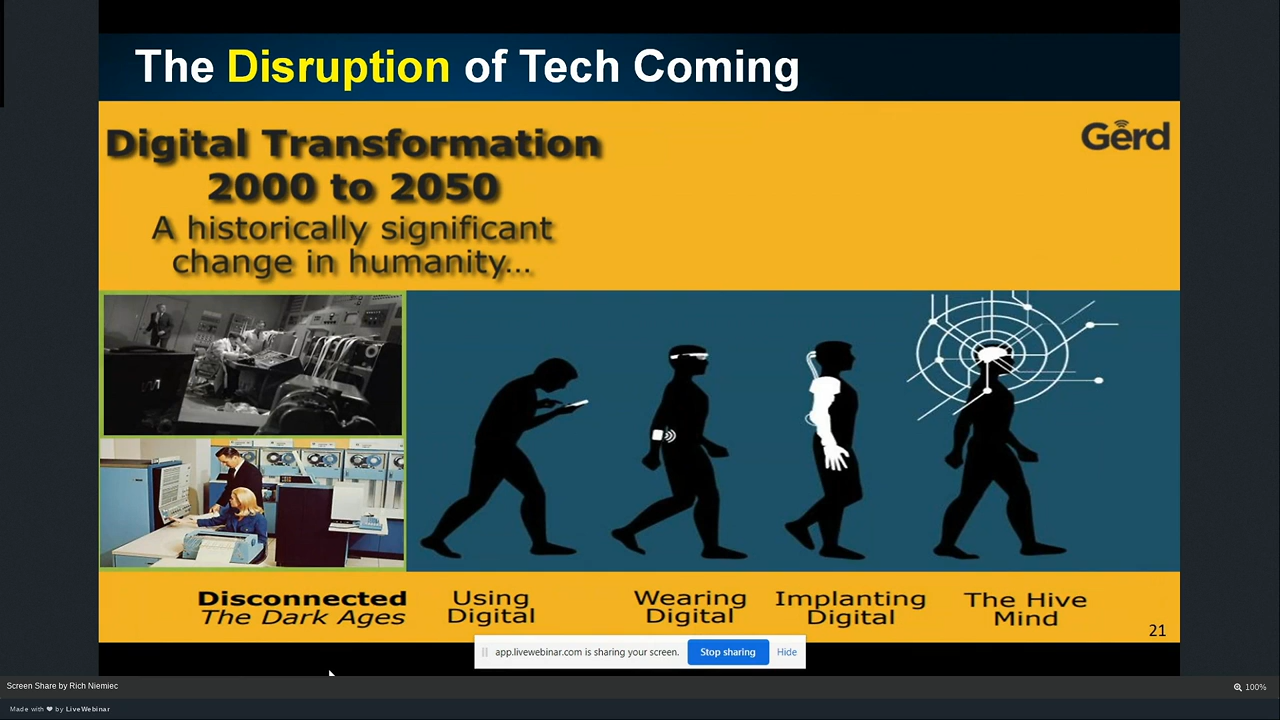 The Disruption of Tech Coming
Digital Transformation
2000 to 2050
A historically significant
change in humanity...
Gerd
Disconnected
The Dark Ages
Using
Digital
Wearing
Digital
Implanting
Digital
The Hive
Mind
21
app.livewebinar.com is sharing your screen.
Stop sharing
Hide
Screen Share by Rich Niemiec
100%
Made with ❤ by LiveWebinar